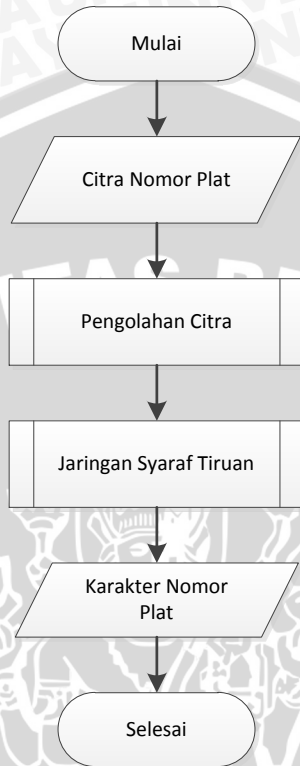 Mulai
Citra Nomor Plat
Pengolahan Citra
Jaringan Syaraf Tiruan
Karakter Nomor
Plat
Selesai